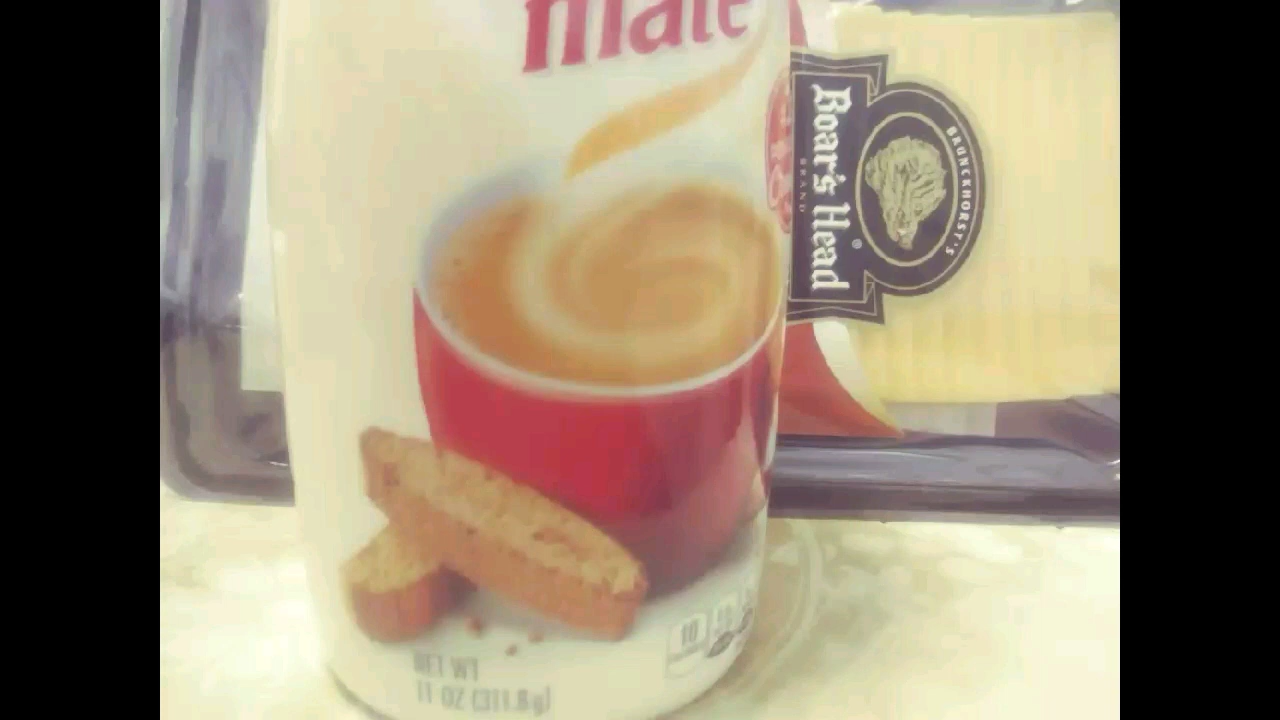 mate
Boar's Head®
BRAND
BRUNCKHORST'S
10
NET WT
11 OZ (311.8g)